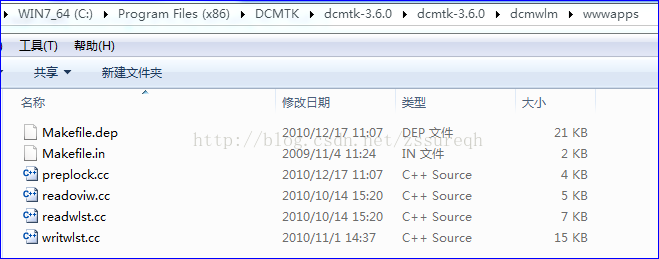 WIN7_64 (C:) Program Files (x86) DCMTK dcmtk-3.6.0 dcmtk-3.6.0 dcmwlm wwwapps
工具(T) 帮助(H)
共享 新建文件夹
名称 修改日期 类型 大小
Makefile.dep 2010/12/17 11:07 DEP 文件 21 KB
Makefile.in 2009/11/4 11:24 IN 文件 2 KB
preplock.cc 2010/12/17 11:07 C++ Source 4 KB
readoviw.cc 2010/10/14 15:20 C++ Source 5 KB
readwlst.cc 2010/10/14 15:20 C++ Source 7 KB
writwlst.cc 2010/11/1 14:37 C++ Source 15 KB
http://blog.csdn.net/zssureqh